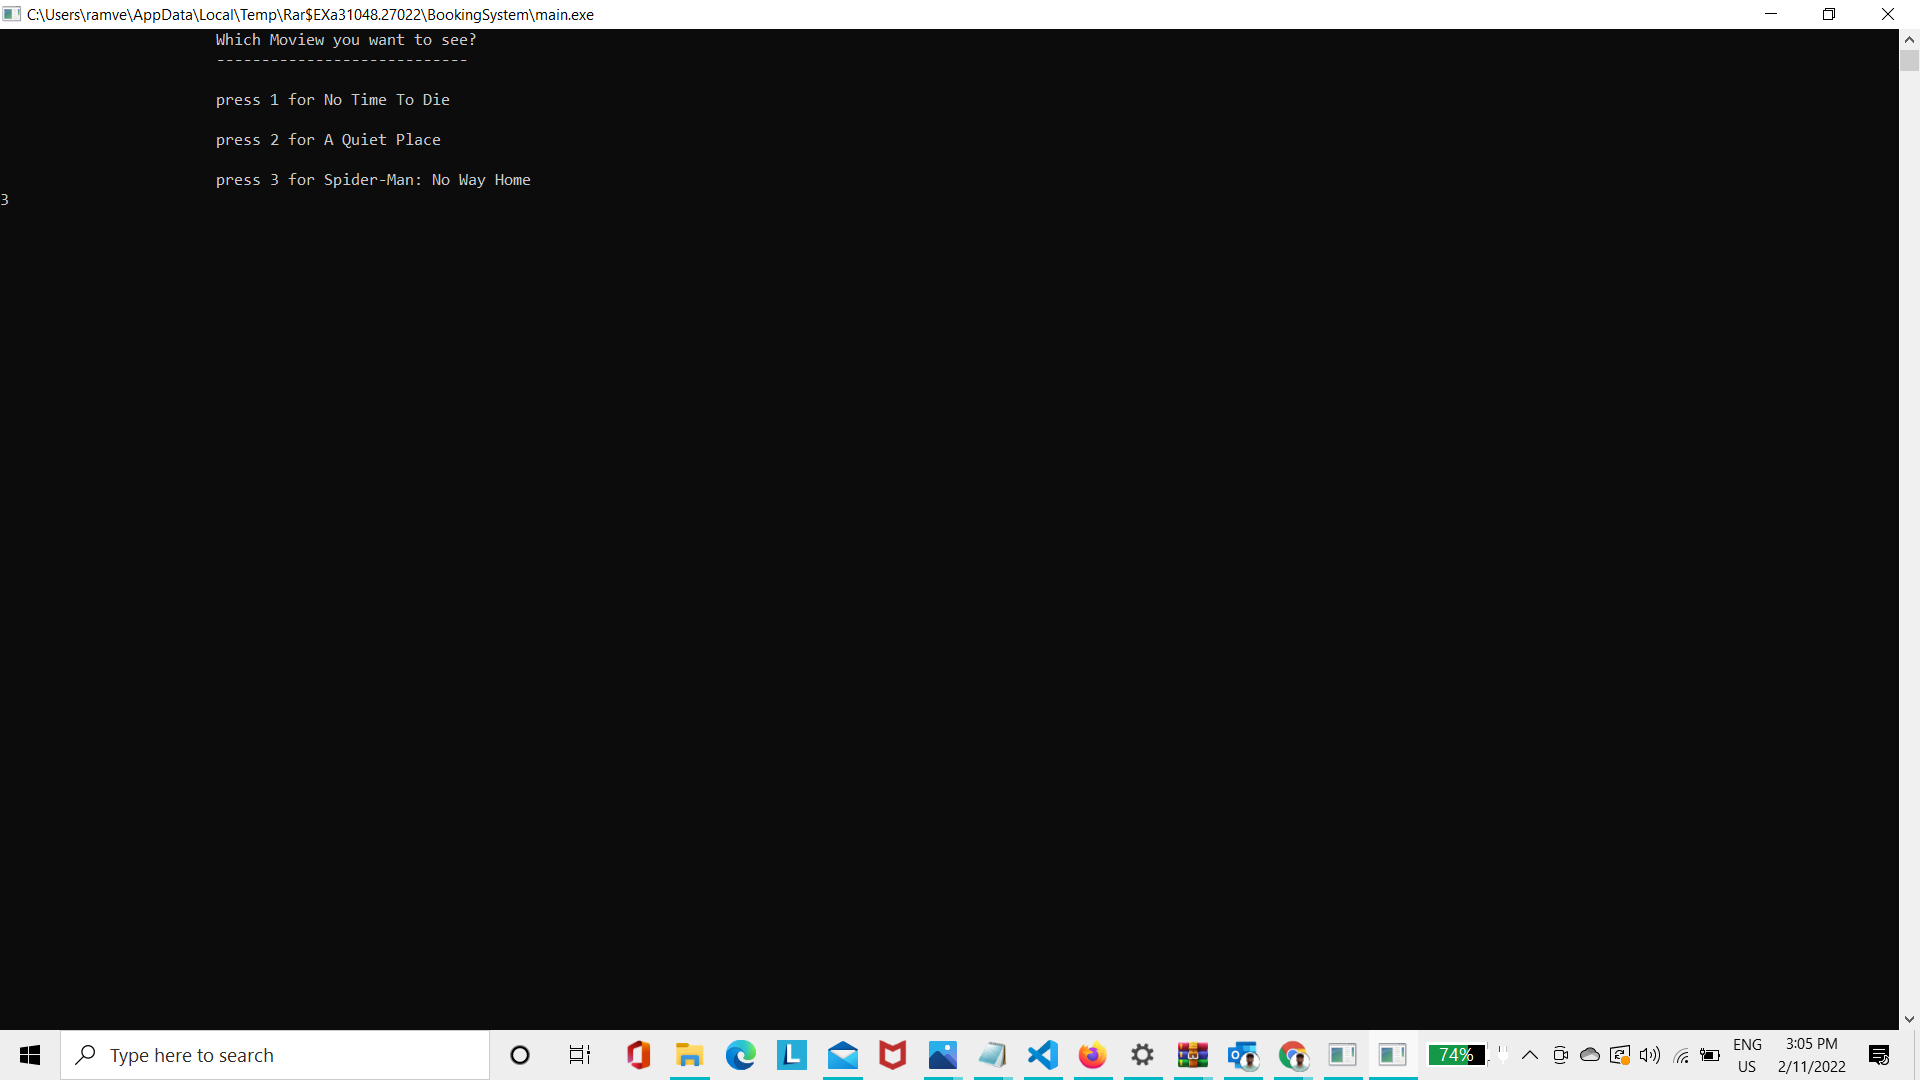 C:\Users\ramve\AppData\Local\Temp\Rar$EXa31048.27022\BookingSystem\main.exe
Which Moview you want to see?
----------------------------
press 1 for No Time To Die
press 2 for A Quiet Place
press 3 for Spider-Man: No Way Home
3
Type here to search
L
74%
ENG
US
3:05 PM
2/11/2022